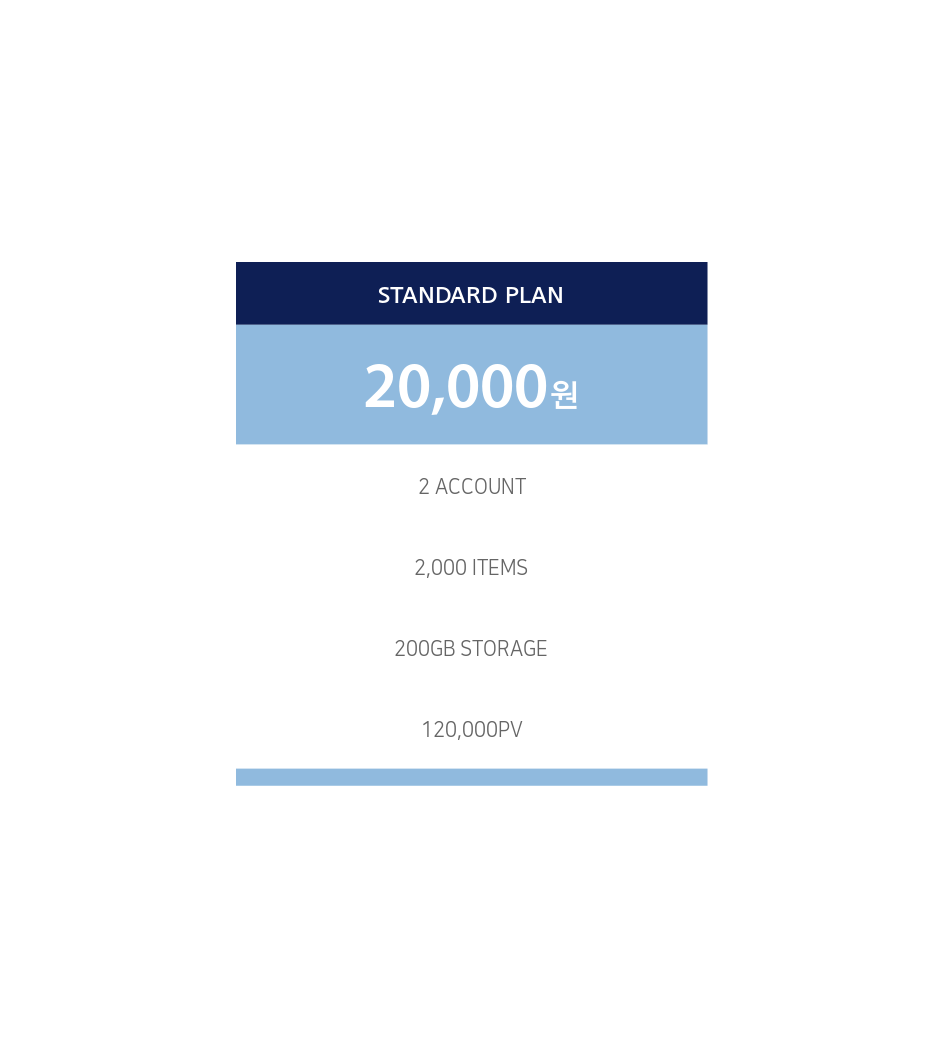 STANDARD PLAN
20,000원
2 ACCOUNT
2,000 ITEMS
200GB STORAGE
120,000PV